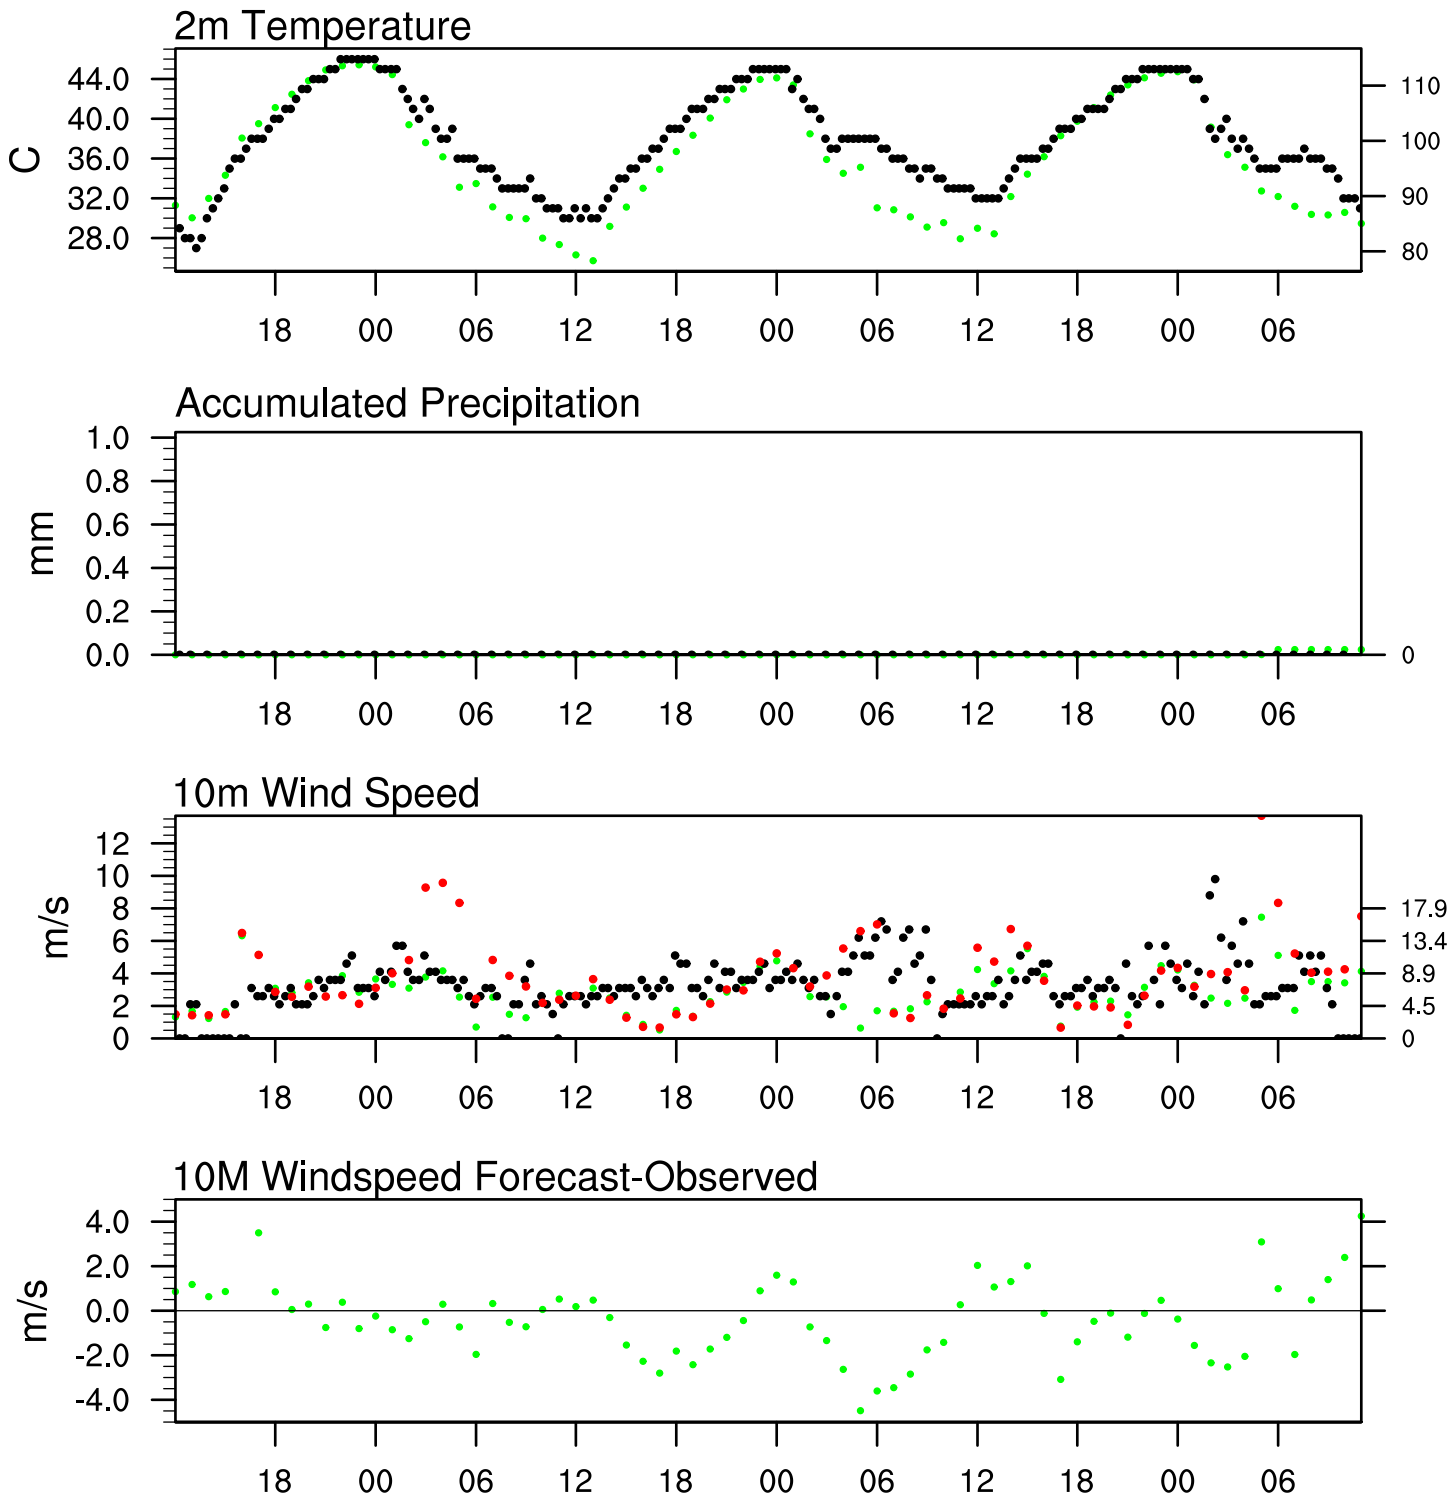 2m Temperature
C
44.0
40.0
36.0
32.0
28.0
110
100
90
80
18 00 06 12 18 00 06 12 18 00 06
Accumulated Precipitation
mm
1.0
0.8
0.6
0.4
0.2
0.0
0
18 00 06 12 18 00 06 12 18 00 06
10m Wind Speed
m/s
12
10
8
6
4
2
0
17.9
13.4
8.9
4.5
0
18 00 06 12 18 00 06 12 18 00 06
10M Windspeed Forecast-Observed
m/s
4.0
2.0
0.0
-2.0
-4.0
18 00 06 12 18 00 06 12 18 00 06